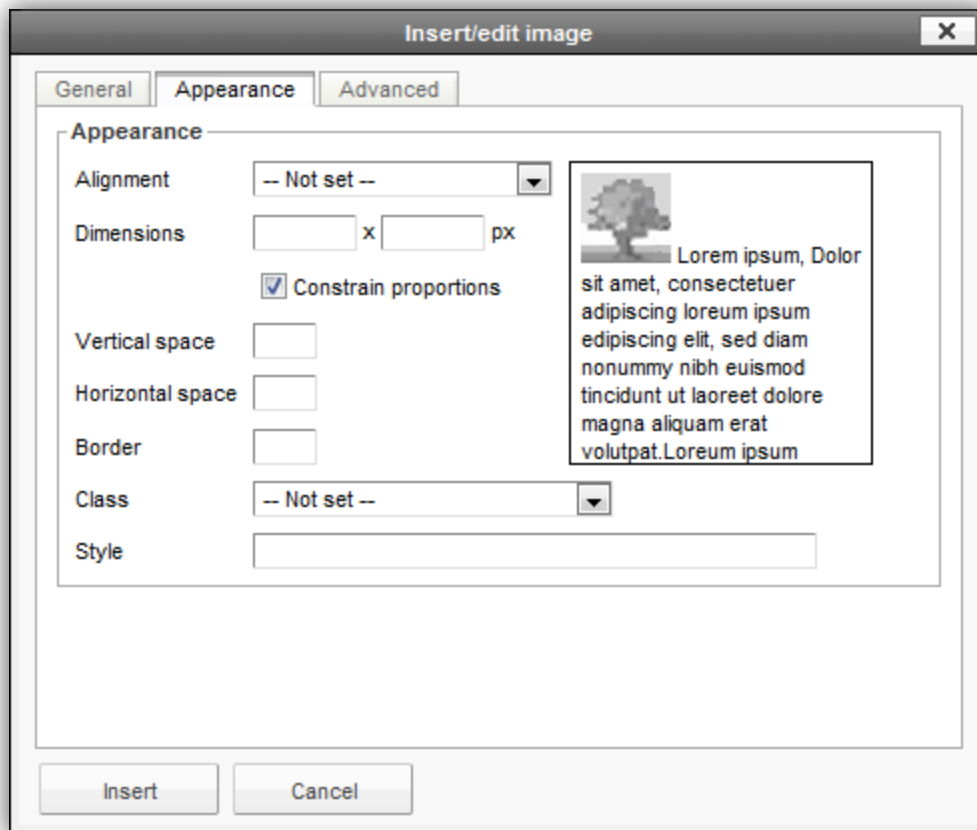 Insert/edit image
General Appearance Advanced
Appearance
Alignment -- Not set --
Dimensions x px
Constrain proportions
Vertical space
Horizontal space
Border
Class -- Not set --
Style
Lorem ipsum, Dolor
sit amet, consectetuer
adipiscing loreum ipsum
edipiscing elit, sed diam
nonummy nibh euismod
tincidunt ut laoreet dolore
magna aliquam erat
volutpat.Loreum ipsum
Insert Cancel